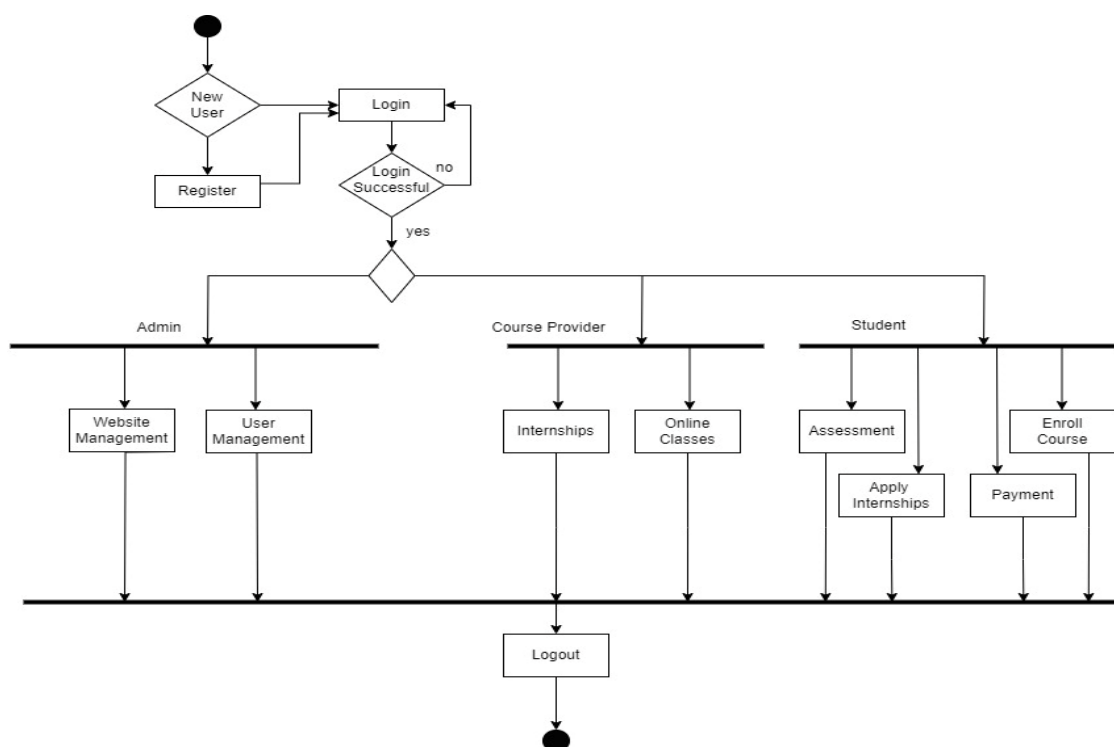 New
User
Login
no
Login
Successful
Register
yes
Admin
Course Provider
Student
Website
Management
User
Management
Internships
Online
Classes
Assessment
Enroll
Course
Apply
Internships
Payment
Logout